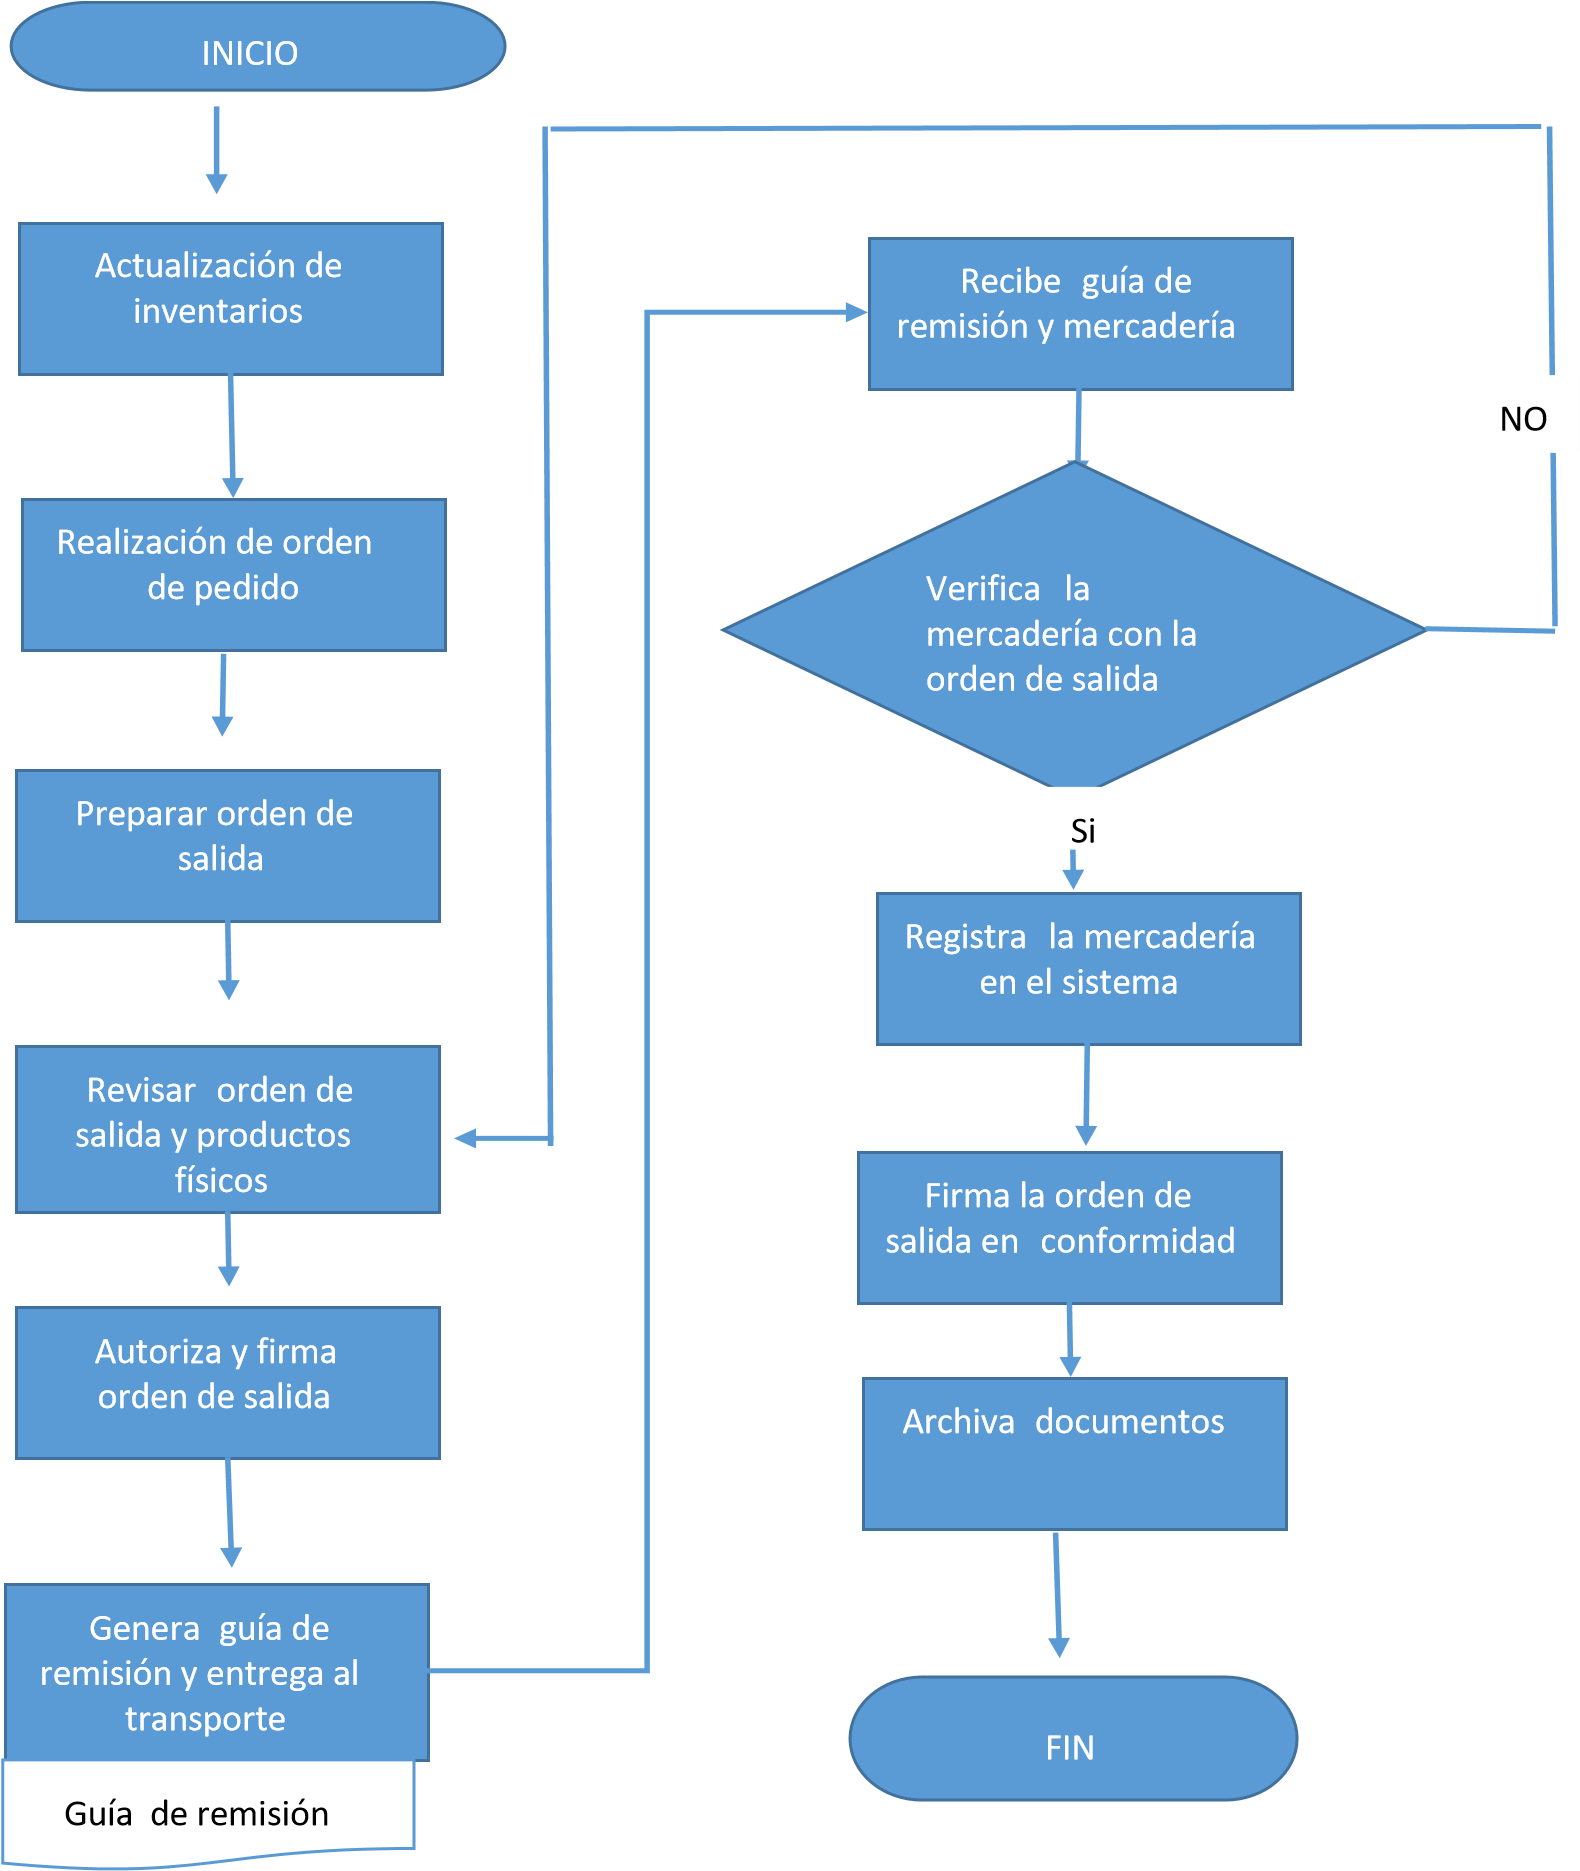 INICIO
Actualización de
inventarios
Realización de orden
de pedido
Preparar orden de
salida
Revisar orden de
salida y productos
físicos
Autoriza y firma
orden de salida
Genera guía de
remisión y entrega al
transporte
Guía de remisión
Recibe guía de
remisión y mercadería
NO
Verifica la
mercadería con la
orden de salida
Si
Registra la mercadería
en el sistema
Firma la orden de
salida en conformidad
Archiva documentos
FIN